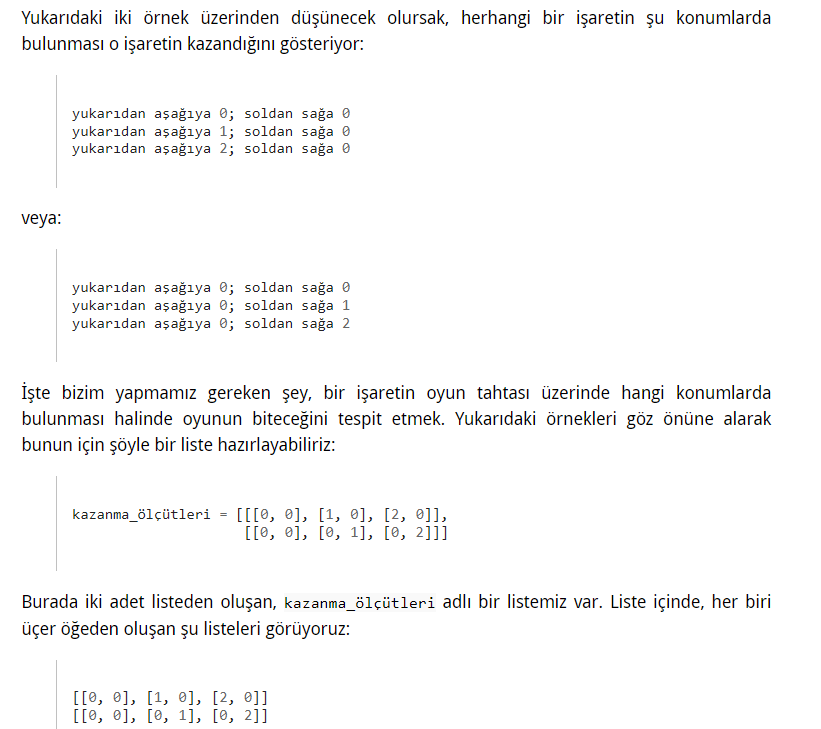 Yukarıdaki iki örnek üzerinden düşünecek olursak, herhangi bir işaretin şu konumlarda
bulunması o işaretin kazandığını gösteriyor:
yukarıdan aşağıya 0; soldan sağa 0
yukarıdan aşağıya 1; soldan sağa 0
yukarıdan aşağıya 2; soldan sağa 0
veya:
yukarıdan aşağıya 0; soldan sağa 0
yukarıdan aşağıya 0; soldan sağa 1
yukarıdan aşağıya 0; soldan sağa 2
İşte bizim yapmamız gereken şey, bir işaretin oyun tahtası üzerinde hangi konumlarda
bulunması halinde oyunun biteceğini tespit etmek. Yukarıdaki örnekleri göz önüne alarak
bunun için şöyle bir liste hazırlayabiliriz:
kazanma_ölçütleri = [[[0, 0], [1, 0], [2, 0]],
[[0, 0], [0, 1], [0, 2]]]
Burada iki adet listeden oluşan, kazanma_ölçütleri adlı bir listemiz var. Liste içinde, her biri
üçer öğeden oluşan şu listeleri görüyoruz:
[[0, 0], [1, 0], [2, 0]]
[[0, 0], [0, 1], [0, 2]]